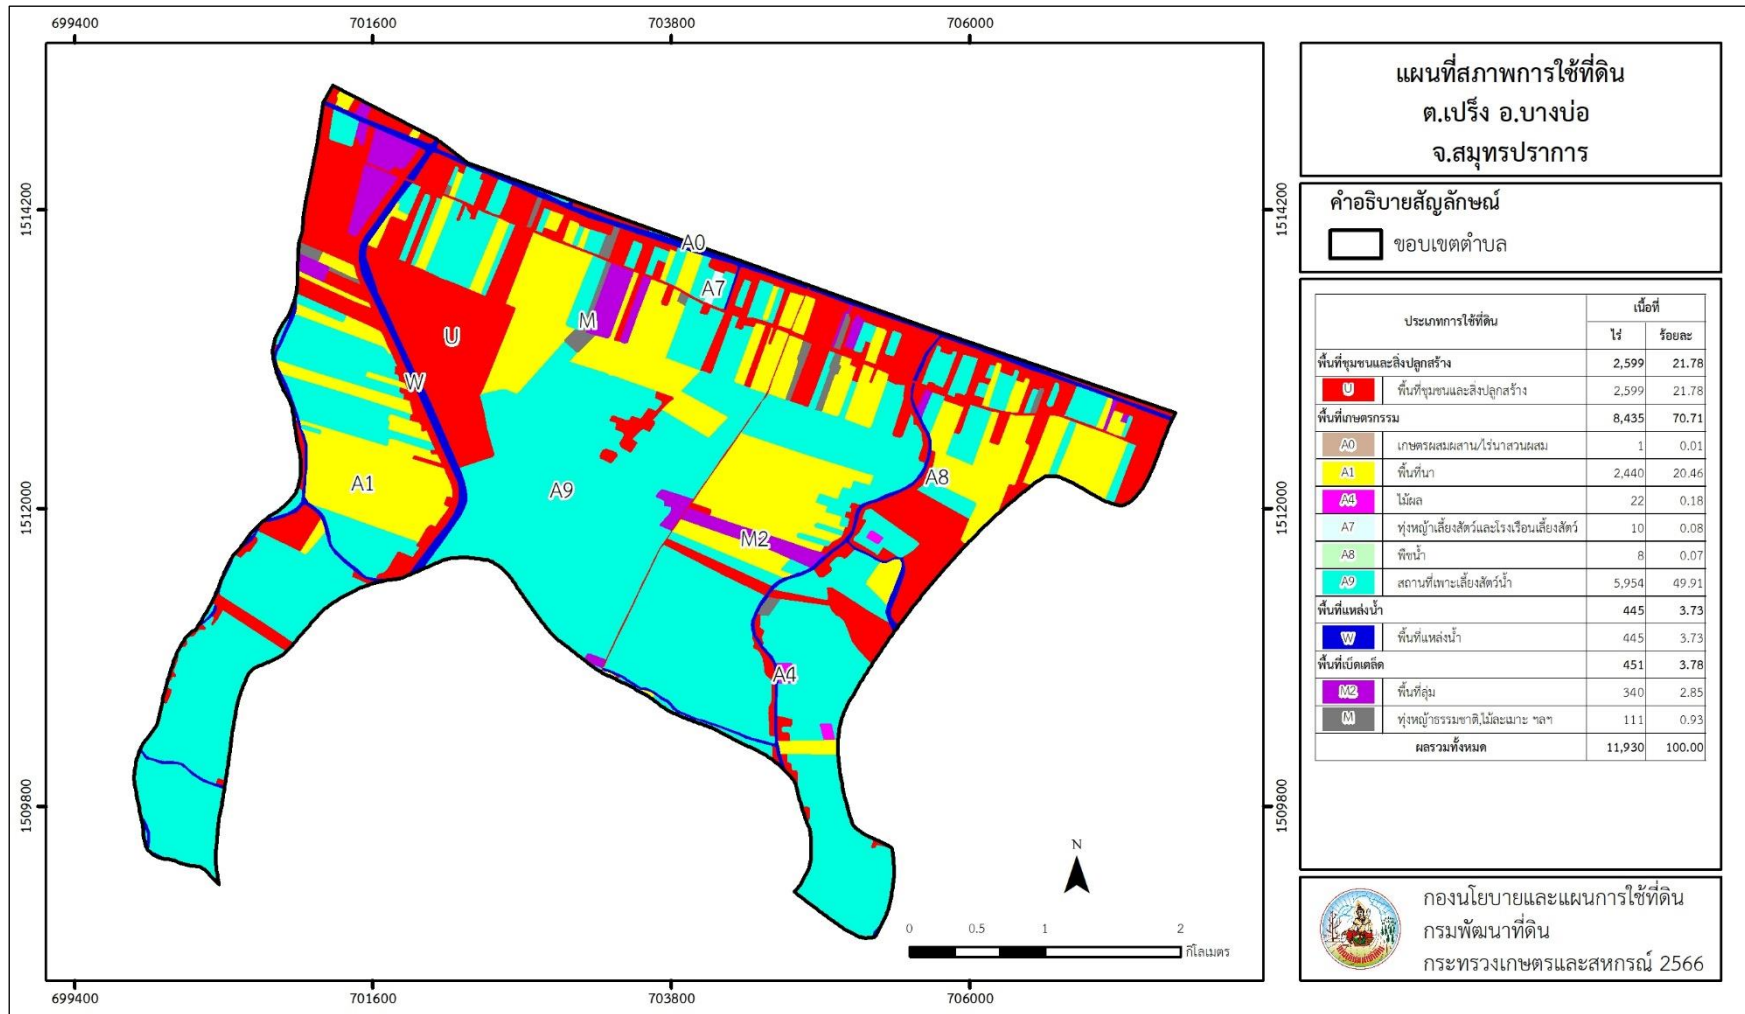 699400 701600 703800 706000
1514200 1514200
1512000 1512000
1509800 1509800
A0
A7
M
U
W
A1
A9
A8
M2
A4
N
0 0.5 1 2
กิโลเมตร
699400 701600 703800 706000
แผนที่สภาพการใช้ที่ดิน
ต.เปร็ง อ.บางบ่อ
จ.สมุทรปราการ
คำอธิบายสัญลักษณ์
ขอบเขตตำบล
ประเภทการใช้ที่ดิน เนื้อที่
ไร่ ร้อยละ
พื้นที่ชุมชนและสิ่งปลูกสร้าง 2,599 21.78
U พื้นที่ชุมชนและสิ่งปลูกสร้าง 2,599 21.78
พื้นที่เกษตรกรรม 8,435 70.71
A0 เกษตรผสมผสาน/ไร่นาสวนผสม 1 0.01
A1 พื้นที่นา 2,440 20.46
A4 ไม้ผล 22 0.18
A7 ทุ่งหญ้าเลี้ยงสัตว์และโรงเรือนเลี้ยงสัตว์ 10 0.08
A8 พืชน้ำ 8 0.07
A9 สถานที่เพาะเลี้ยงสัตว์น้ำ 5,954 49.91
พื้นที่แหล่งน้ำ 445 3.73
W พื้นที่แหล่งน้ำ 445 3.73
พื้นที่เบ็ดเตล็ด 451 3.78
M2 พื้นที่ลุ่ม 340 2.85
M ทุ่งหญ้าธรรมชาติ,ไม้ละเมาะ ฯลฯ 111 0.93
ผลรวมทั้งหมด 11,930 100.00
กองนโยบายและแผนการใช้ที่ดิน
กรมพัฒนาที่ดิน
กระทรวงเกษตรและสหกรณ์ 2566